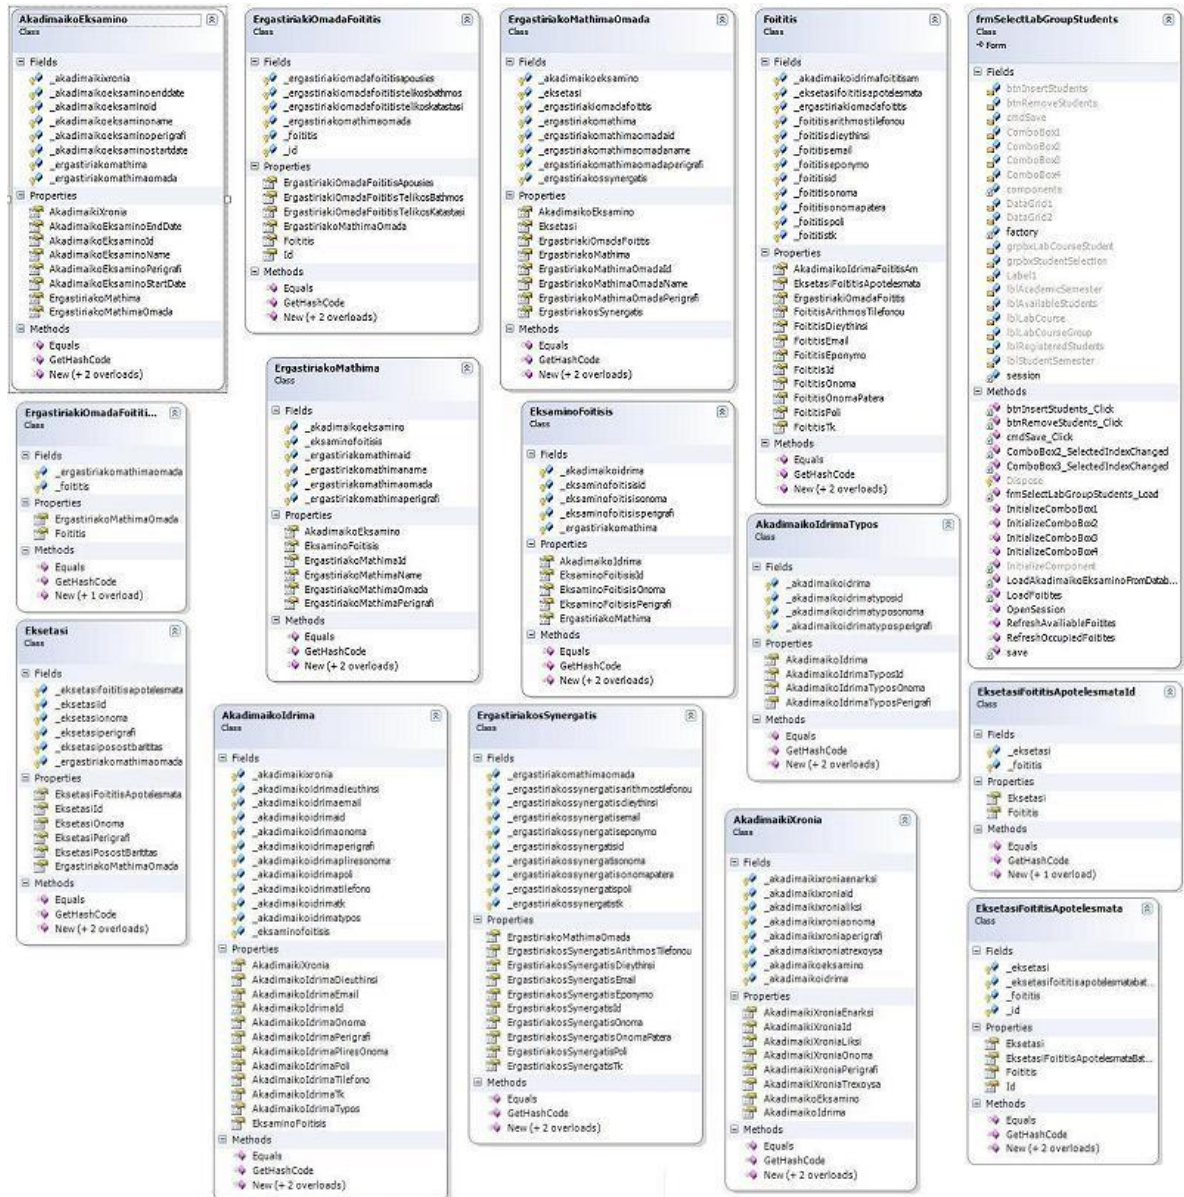 AkadimaikoEksamino
Class
Fields
_akadimaikixronia
_akadimaikoeksaminoenddate
_akadimaikoeksaminoid
_akadimaikoeksaminoname
_akadimaikoeksaminoperigrafi
_akadimaikoeksaminostartdate
_ergastiriakomathima
_ergastiriakomathimaomada
Properties
AkadimaikiXronia
AkadimaikoEksaminoEndDate
AkadimaikoEksaminoId
AkadimaikoEksaminoName
AkadimaikoEksaminoPerigrafi
AkadimaikoEksaminoStartDate
ErgastiriakoMathima
ErgastiriakoMathimaOmada
Methods
Equals
GetHashCode
New (+ 2 overloads)
ErgastiriakiOmadaFoititis
Class
Fields
_ergastiriakiomadafoititisapousies
_ergastiriakiomadafoititistelikosbathmos
_ergastiriakiomadafoititistelikoskatastasi
_ergastiriakomathimaomada
_foititis
_id
Properties
ErgastiriakiOmadaFoititisApousies
ErgastiriakiOmadaFoititisTelikosBathmos
ErgastiriakiOmadaFoititisTelikosKatastasi
ErgastiriakoMathimaOmada
Foititis
Id
Methods
Equals
GetHashCode
New (+ 2 overloads)
ErgastiriakoMathimaOmada
Class
Fields
_akadimaikoeksamino
_eksetasi
_ergastiriakiomadafoititis
_ergastiriakomathima
_ergastiriakomathimaomadaid
_ergastiriakomathimaomadaname
_ergastiriakomathimaomadaperigrafi
_ergastiriakossynergatis
Properties
AkadimaikoEksamino
Eksetasi
ErgastiriakiOmadaFoititis
ErgastiriakoMathima
ErgastiriakoMathimaOmadaId
ErgastiriakoMathimaOmadaName
ErgastiriakoMathimaOmadaPerigrafi
ErgastiriakosSynergatis
Methods
Equals
GetHashCode
New (+ 2 overloads)
Foititis
Class
Fields
_akadimaikoidrimafoititisam
_eksetasifoititisapotelesmata
_ergastiriakiomadafoititis
_foititisarithmostilefonou
_foititisdieythinsi
_foititisemail
_foititiseponymo
_foititisid
_foititisonoma
_foititisonomapatera
_foititispoli
_foititistk
Properties
AkadimaikoIdrimaFoititisAm
EksetasiFoititisApotelesmata
ErgastiriakiOmadaFoititis
FoititisArithmosTilefonou
FoititisDieythinsi
FoititisEmail
FoititisEponymo
FoititisId
FoititisOnoma
FoititisOnomaPatera
FoititisPoli
FoititisTk
Methods
Equals
GetHashCode
New (+ 2 overloads)
frmSelectLabGroupStudents
Class
Form
Fields
btnInsertStudents
btnRemoveStudents
cmdSave
ComboBox1
ComboBox2
ComboBox3
ComboBox4
components
DataGrid1
DataGrid2
factory
grpbxLabCourseStudent
grpbxStudentSelection
Label1
lblAcademicSemester
lblAvailableStudents
lblLabCourse
lblLabCourseGroup
lblRegisteredStudents
lblStudentSemester
session
Methods
btnInsertStudents_Click
btnRemoveStudents_Click
cmdSave_Click
ComboBox2_SelectedIndexChanged
ComboBox3_SelectedIndexChanged
Dispose
frmSelectLabGroupStudents_Load
InitializeComboBox1
InitializeComboBox2
InitializeComboBox3
InitializeComboBox4
InitializeComponent
LoadAkadimaikoEksaminoFromDatab...
LoadFoitites
OpenSession
RefreshAvailiableFoitites
RefreshOccupiedFoitites
save
ErgastiriakiOmadaFoititi...
Class
Fields
_ergastiriakomathimaomada
_foititis
Properties
ErgastiriakoMathimaOmada
Foititis
Methods
Equals
GetHashCode
New (+ 1 overload)
ErgastiriakoMathima
Class
Fields
_akadimaikoeksamino
_eksaminofoitisis
_ergastiriakomathimaid
_ergastiriakomathimaname
_ergastiriakomathimaomada
_ergastiriakomathimaperigrafi
Properties
AkadimaikoEksamino
EksaminoFoitisis
ErgastiriakoMathimaId
ErgastiriakoMathimaName
ErgastiriakoMathimaOmada
ErgastiriakoMathimaPerigrafi
Methods
Equals
GetHashCode
New (+ 2 overloads)
EksaminoFoitisis
Class
Fields
_akadimaikoidrima
_eksaminofoitisisid
_eksaminofoitisisonoma
_eksaminofoitisisperigrafi
_ergastiriakomathima
Properties
AkadimaikoIdrima
EksaminoFoitisisId
EksaminoFoitisisOnoma
EksaminoFoitisisPerigrafi
ErgastiriakoMathima
Methods
Equals
GetHashCode
New (+ 2 overloads)
AkadimaikoIdrimaTypos
Class
Fields
_akadimaikoidrima
_akadimaikoidrimatyposid
_akadimaikoidrimatyposonoma
_akadimaikoidrimatyposperigrafi
Properties
AkadimaikoIdrima
AkadimaikoIdrimaTyposId
AkadimaikoIdrimaTyposOnoma
AkadimaikoIdrimaTyposPerigrafi
Methods
Equals
GetHashCode
New (+ 2 overloads)
Eksetasi
Class
Fields
_eksetasifoititisapotelesmata
_eksetasiid
_eksetasionoma
_eksetasiperigrafi
_eksetasiposostbarititas
_ergastiriakomathimaomada
Properties
EksetasiFoititisApotelesmata
EksetasiId
EksetasiOnoma
EksetasiPerigrafi
EksetasiPosostBarititas
ErgastiriakoMathimaOmada
Methods
Equals
GetHashCode
New (+ 2 overloads)
AkadimaikoIdrima
Class
Fields
_akadimaikixronia
_akadimaikoidrimadieuthinsi
_akadimaikoidrimaemail
_akadimaikoidrimaid
_akadimaikoidrimaonoma
_akadimaikoidrimaperigrafi
_akadimaikoidrimapliresonoma
_akadimaikoidrimapoli
_akadimaikoidrimatilefono
_akadimaikoidrimatk
_akadimaikoidrimatypos
_eksaminofoitisis
Properties
AkadimaikiXronia
AkadimaikoIdrimaDieuthinsi
AkadimaikoIdrimaEmail
AkadimaikoIdrimaId
AkadimaikoIdrimaOnoma
AkadimaikoIdrimaPerigrafi
AkadimaikoIdrimaPliresOnoma
AkadimaikoIdrimaPoli
AkadimaikoIdrimaTilefono
AkadimaikoIdrimaTk
AkadimaikoIdrimaTypos
EksaminoFoitisis
Methods
Equals
GetHashCode
New (+ 2 overloads)
ErgastiriakosSynergatis
Class
Fields
_ergastiriakomathimaomada
_ergastiriakossynergatisarithmostilefonou
_ergastiriakossynergatisdieythinsi
_ergastiriakossynergatisemail
_ergastiriakossynergatiseponymo
_ergastiriakossynergatisid
_ergastiriakossynergatisonoma
_ergastiriakossynergatisonomapatera
_ergastiriakossynergatispoli
_ergastiriakossynergatistk
Properties
ErgastiriakoMathimaOmada
ErgastiriakosSynergatisArithmosTilefonou
ErgastiriakosSynergatisDieythinsi
ErgastiriakosSynergatisEmail
ErgastiriakosSynergatisEponymo
ErgastiriakosSynergatisId
ErgastiriakosSynergatisOnoma
ErgastiriakosSynergatisOnomaPatera
ErgastiriakosSynergatisPoli
ErgastiriakosSynergatisTk
Methods
Equals
GetHashCode
New (+ 2 overloads)
AkadimaikiXronia
Class
Fields
_akadimaikixroniaenarksi
_akadimaikixroniaid
_akadimaikixronialiksi
_akadimaikixroniaonoma
_akadimaikixroniaperigrafi
_akadimaikixroniatrexoysa
_akadimaikoeksamino
_akadimaikoidrima
Properties
AkadimaikiXroniaEnarksi
AkadimaikiXroniaId
AkadimaikiXroniaLiksi
AkadimaikiXroniaOnoma
AkadimaikiXroniaPerigrafi
AkadimaikiXroniaTrexoysa
AkadimaikoEksamino
AkadimaikoIdrima
Methods
Equals
GetHashCode
New (+ 2 overloads)
EksetasiFoititisApotelesmataId
Class
Fields
_eksetasi
_foititis
Properties
Eksetasi
Foititis
Methods
Equals
GetHashCode
New (+ 1 overload)
EksetasiFoititisApotelesmata
Class
Fields
_eksetasi
_eksetasifoititisapotelesmatabat...
_foititis
_id
Properties
Eksetasi
EksetasiFoititisApotelesmataBat...
Foititis
Id
Methods
Equals
GetHashCode
New (+ 2 overloads)